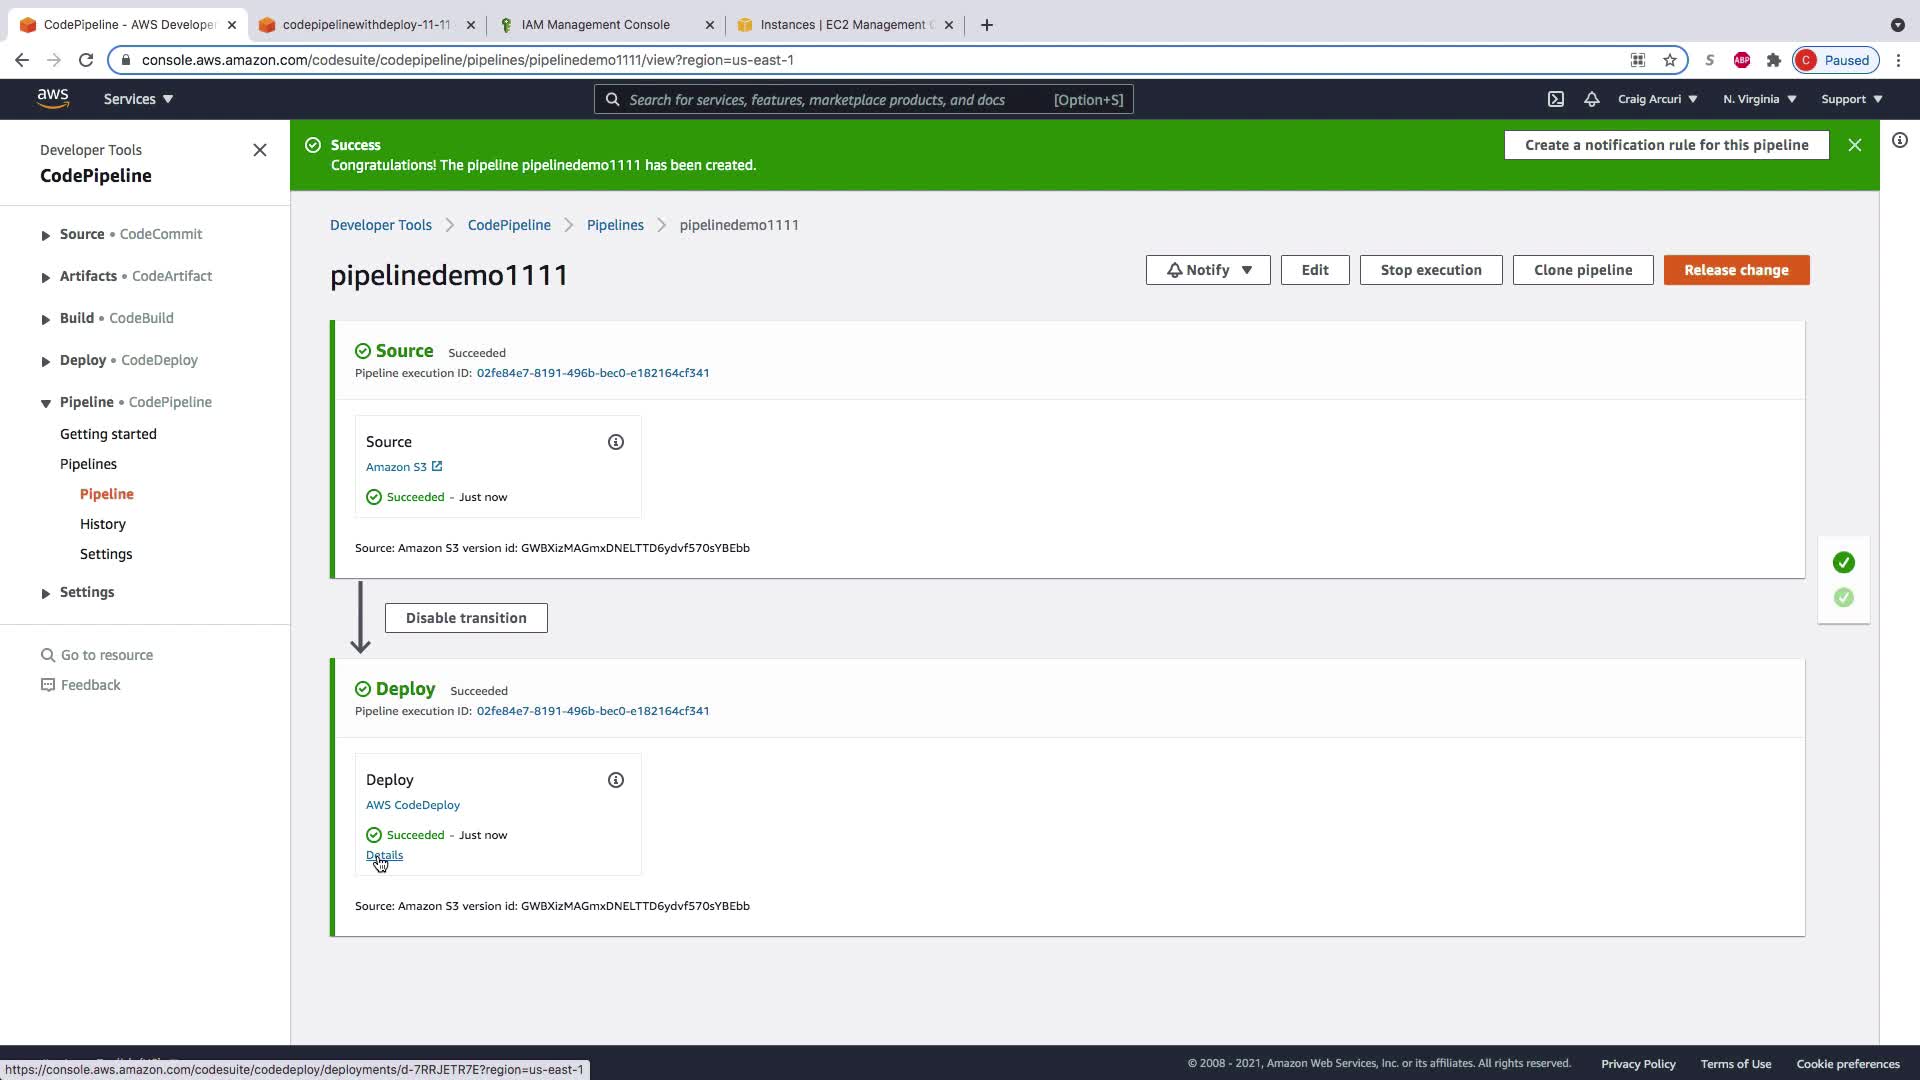 CodePipeline - AWS Developer
codepipelinewithdeploy-11-11
IAM Management Console
Instances | EC2 Management C
console.aws.amazon.com/codesuite/codepipeline/pipelines/pipelinedemo1111/view?region=us-east-1
S
ABP
C
Paused
aws
Services
Search for services, features, marketplace products, and docs
[Option+S]
Craig Arcuri
N. Virginia
Support
Developer Tools
CodePipeline
Success
Congratulations! The pipeline pipelinedemo1111 has been created.
Create a notification rule for this pipeline
Source • CodeCommit
Artifacts • CodeArtifact
Build • CodeBuild
Deploy • CodeDeploy
Pipeline • CodePipeline
Getting started
Pipelines
Pipeline
History
Settings
Settings
Go to resource
Feedback
Developer Tools
CodePipeline
Pipelines
pipelinedemo1111
pipelinedemo1111
Notify
Edit
Stop execution
Clone pipeline
Release change
Source Succeeded
Pipeline execution ID: 02fe84e7-8191-496b-bec0-e182164cf341
Source
Amazon S3
Succeeded - Just now
Source: Amazon S3 version id: GWBXizMAGmxDNELTTD6ydvf570sYBEbb
Disable transition
Deploy Succeeded
Pipeline execution ID: 02fe84e7-8191-496b-bec0-e182164cf341
Deploy
AWS CodeDeploy
Succeeded - Just now
Details
Source: Amazon S3 version id: GWBXizMAGmxDNELTTD6ydvf570sYBEbb
© 2008 - 2021, Amazon Web Services, Inc. or its affiliates. All rights reserved.
Privacy Policy
Terms of Use
Cookie preferences
https://console.aws.amazon.com/codesuite/codedeploy/deployments/d-7RRJETR7E?region=us-east-1